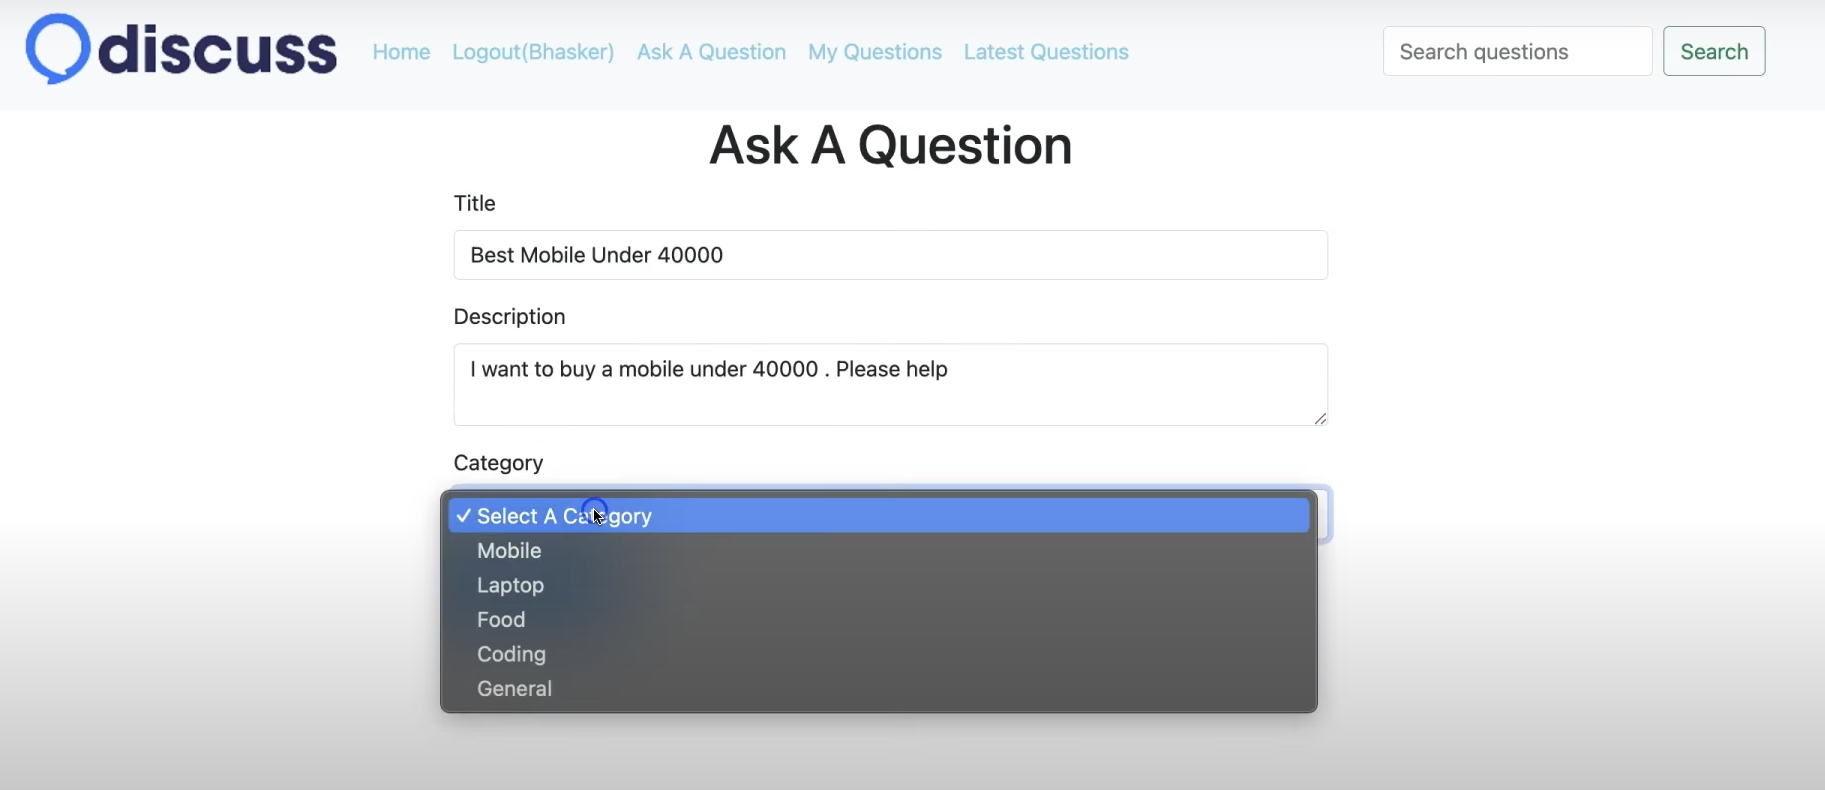 discuss
Home Logout(Bhasker) Ask A Question My Questions Latest Questions Search questions Search
Ask A Question
Title
Best Mobile Under 40000
Description
I want to buy a mobile under 40000 . Please help
Category
✓ Select A Category
Mobile
Laptop
Food
Coding
General